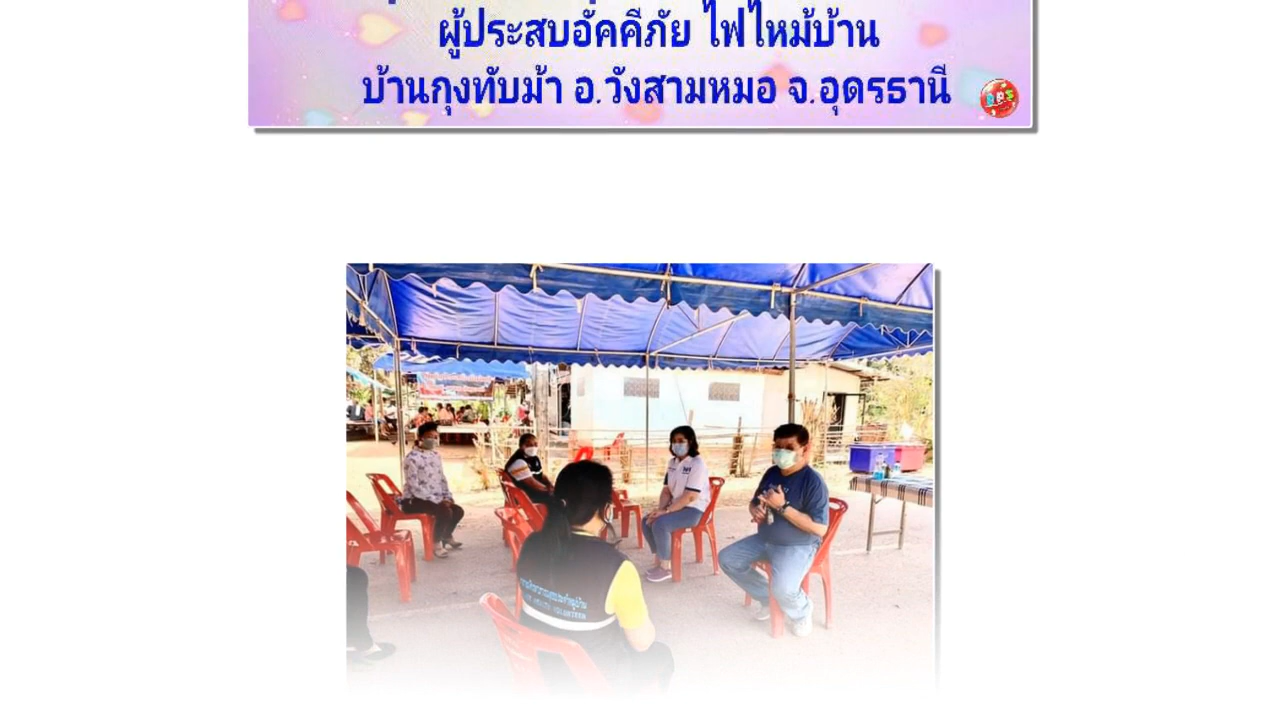 ผู้ประสบอัคคีภัย ไฟไหม้บ้าน
บ้านกุงทับม้า อ.วังสามหมอ จ.อุดรธานี